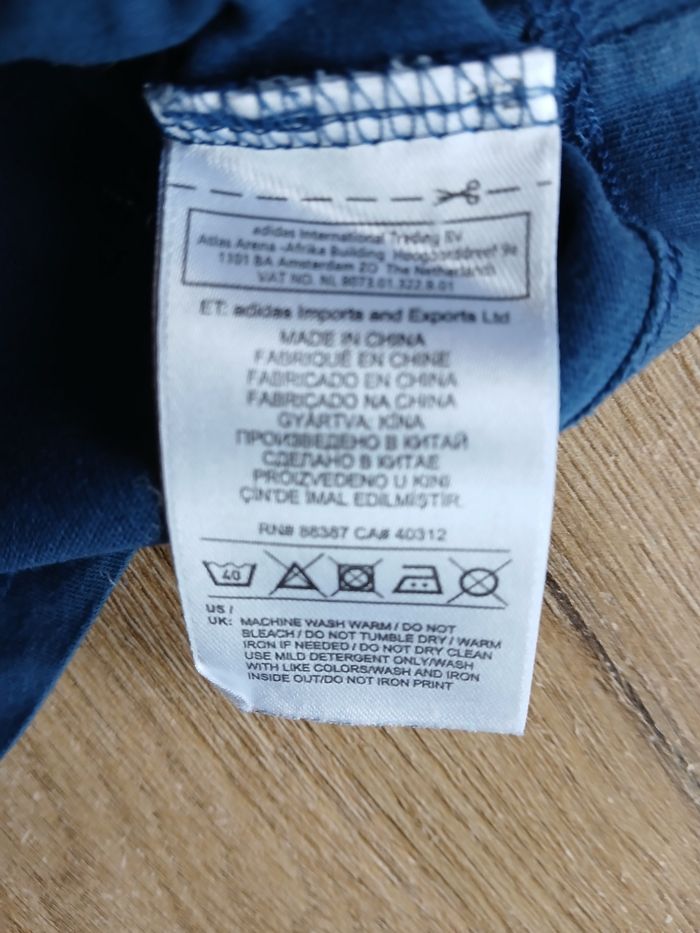 adidas International Trading BV
Atlas Arena -Afrika Building Hoogoorddreef 9a
1101 BA Amsterdam ZO The Netherlands
VAT NO. NL 8073.01.322.B.01
ET: adidas Imports and Exports Ltd
MADE IN CHINA
FABRIQUÉ EN CHINE
FABRICADO EN CHINA
FABRICADO NA CHINA
GYÁRTVA: KÍNA
ПРОИЗВЕДЕНО В КИТАЙ
СДЕЛАНО В КИТАЕ
PROIZVEDENO U KINI
ÇİN'DE İMAL EDİLMİŞTİR.
RN# 88387 CA# 40312
40
US /
UK: MACHINE WASH WARM / DO NOT
BLEACH / DO NOT TUMBLE DRY / WARM
IRON IF NEEDED / DO NOT DRY CLEAN
USE MILD DETERGENT ONLY/WASH
WITH LIKE COLORS/WASH AND IRON
INSIDE OUT/DO NOT IRON PRINT